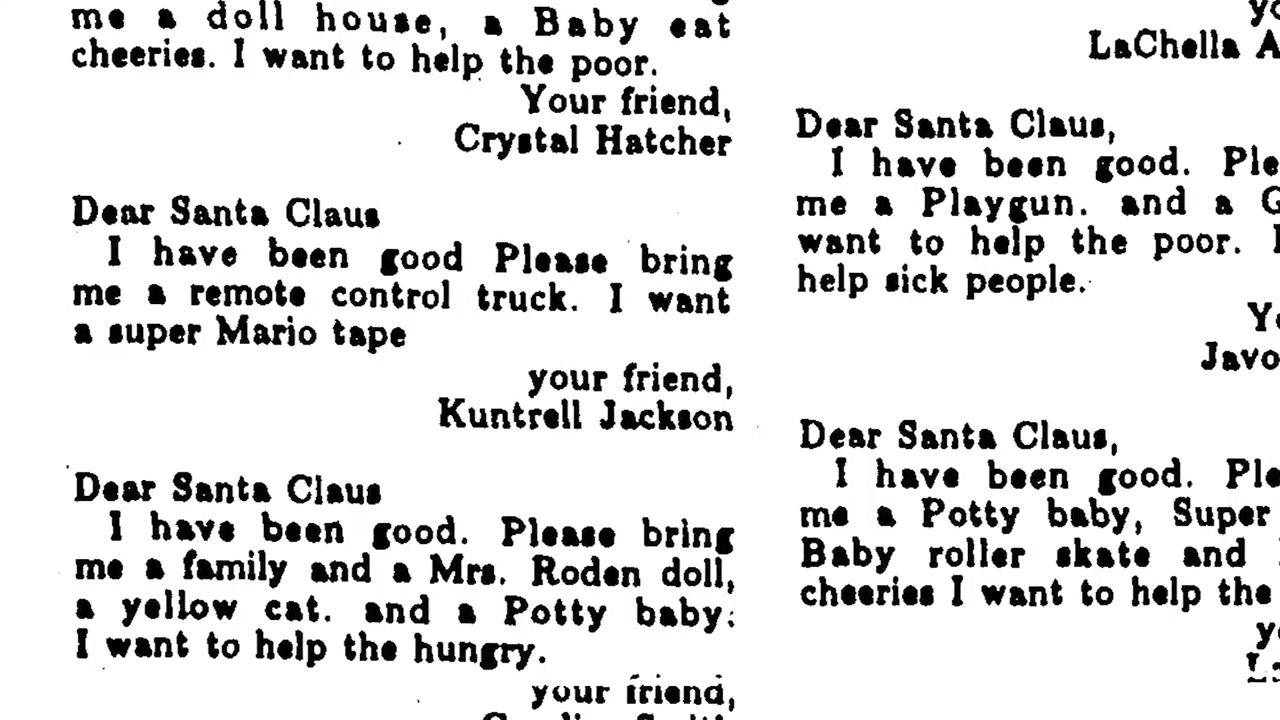 me a doll house, a Baby eat
cheeries. I want to help the poor.
Your friend,
Crystal Hatcher
Dear Santa Claus
I have been good Please bring
me a remote control truck. I want
a super Mario tape
your friend,
Kuntrell Jackson
Dear Santa Claus
I have been good. Please bring
me a family and a Mrs. Roden doll,
a yellow cat. and a Potty baby.
I want to help the hungry.
your friend,
LaChella
Dear Santa Claus,
I have been good.
me a Playgun. and a
want to help the poor.
help sick people.
Dear Santa Claus,
I have been good.
me a Potty baby, Super
Baby roller skate and
cheeries I want to help the